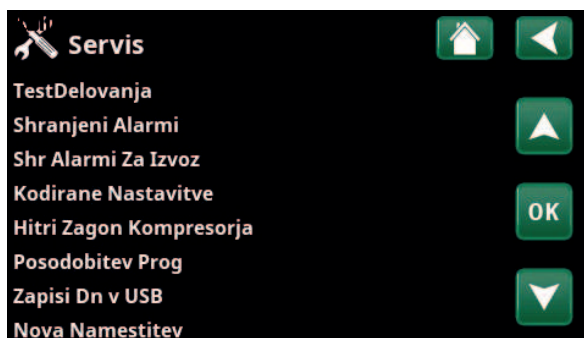 Servis
TestDelovanja
Shranjeni Alarmi
Shr Alarmi Za Izvoz
Kodirane Nastavitve
Hitri Zagon Kompresorja
OK
Posodobitev Prog
Zapisi Dn v USB
Nova Namestitev